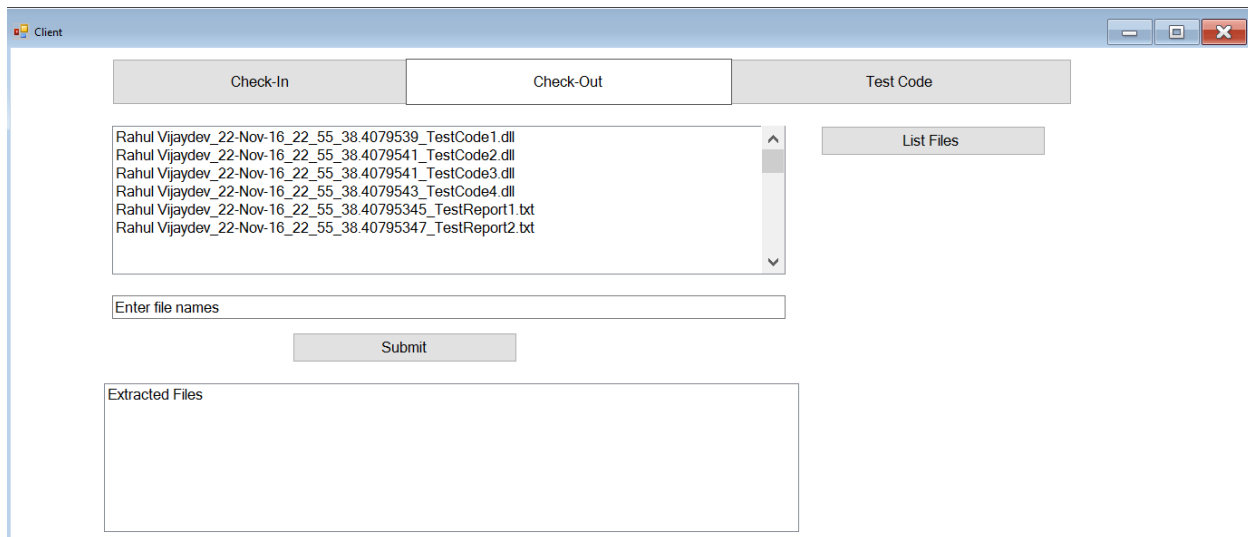 Client
Check-In Check-Out Test Code
Rahul Vijaydev_22-Nov-16_22_55_38.4079539_TestCode1.dll
Rahul Vijaydev_22-Nov-16_22_55_38.4079541_TestCode2.dll
Rahul Vijaydev_22-Nov-16_22_55_38.4079541_TestCode3.dll
Rahul Vijaydev_22-Nov-16_22_55_38.4079543_TestCode4.dll
Rahul Vijaydev_22-Nov-16_22_55_38.40795345_TestReport1.txt
Rahul Vijaydev_22-Nov-16_22_55_38.40795347_TestReport2.txt
List Files
Enter file names
Submit
Extracted Files